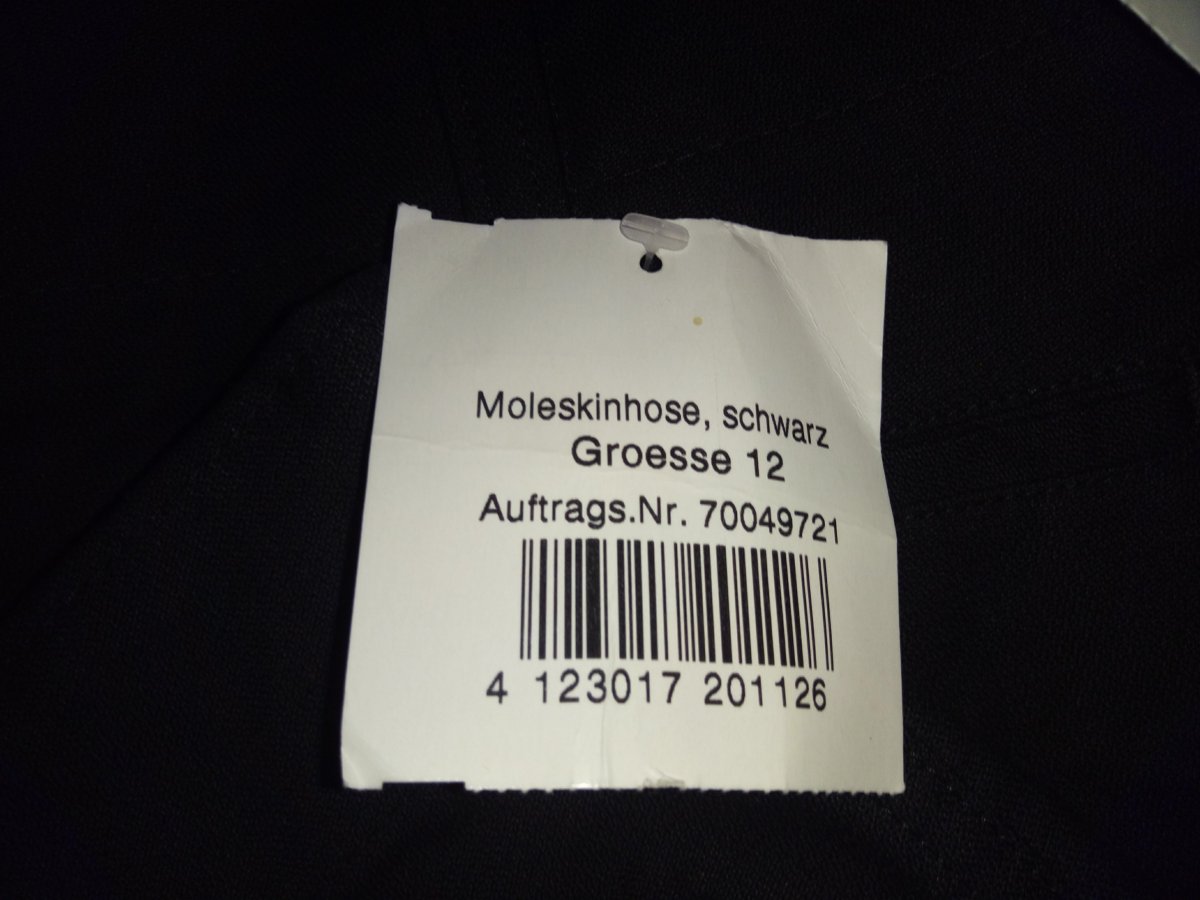 Moleskinhose, schwarz
Groesse 12
Auftrags.Nr. 70049721
4 123017 201126